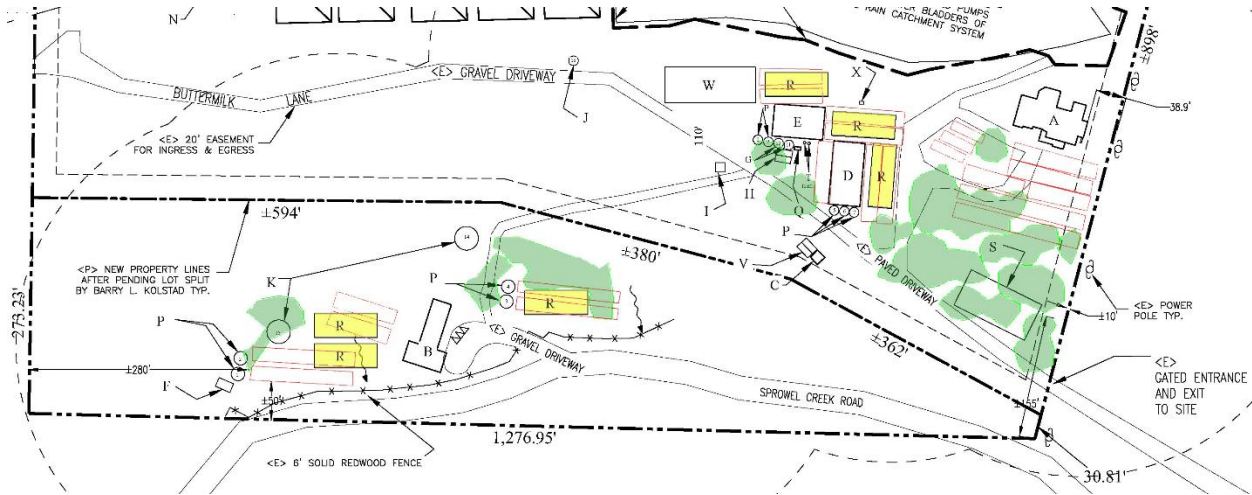 PUMPS
BLADDERS OF
RAIN CATCHMENT SYSTEM
N
<E> GRAVEL DRIVEWAY
BUTTERMILK LANE
<E> 20' EASEMENT
FOR INGRESS & EGRESS
J
110'
W
R
X
E
R
P
G
H
D
R
Q
P
I
A
±898'
38.9'
±594'
<P> NEW PROPERTY LINES
AFTER PENDING LOT SPLIT
BY BARRY L. KOLSTAD TYP.
K
±380'
V
C
<E> PAVED DRIVEWAY
S
<E> POWER
POLE TYP.
±10'
273.23'
P
P
R
R
R
B
<E> GRAVEL DRIVEWAY
±362'
±280'
F
±50'
SPROWEL CREEK ROAD
±155'
<E>
GATED ENTRANCE
AND EXIT
TO SITE
1,276.95'
<E> 6' SOLID REDWOOD FENCE
30.81'